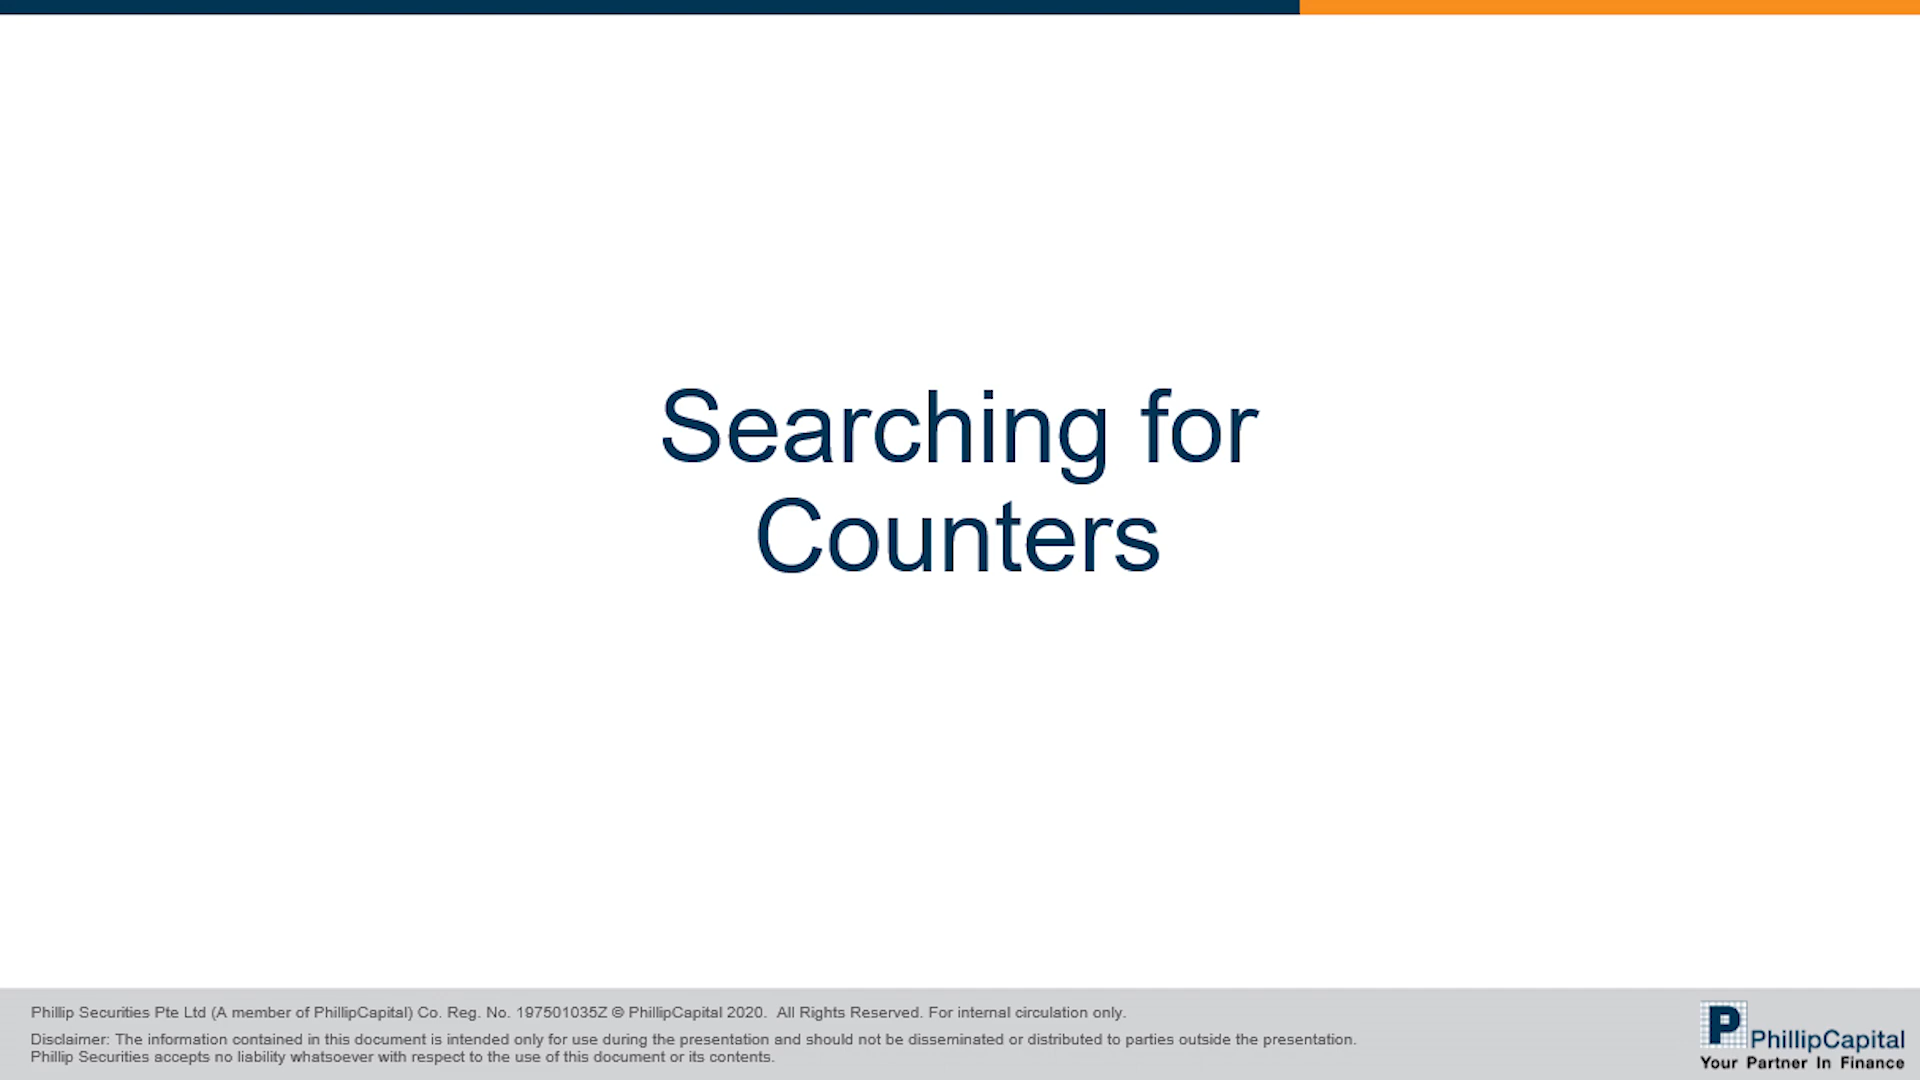 Searching for
Counters
Phillip Securities Pte Ltd (A member of PhillipCapital) Co. Reg. No. 197501035Z © PhillipCapital 2020.  All Rights Reserved. For internal circulation only.
Disclaimer: The information contained in this document is intended only for use during the presentation and should not be disseminated or distributed to parties outside the presentation.
Phillip Securities accepts no liability whatsoever with respect to the use of this document or its contents.
P PhillipCapital
Your Partner In Finance